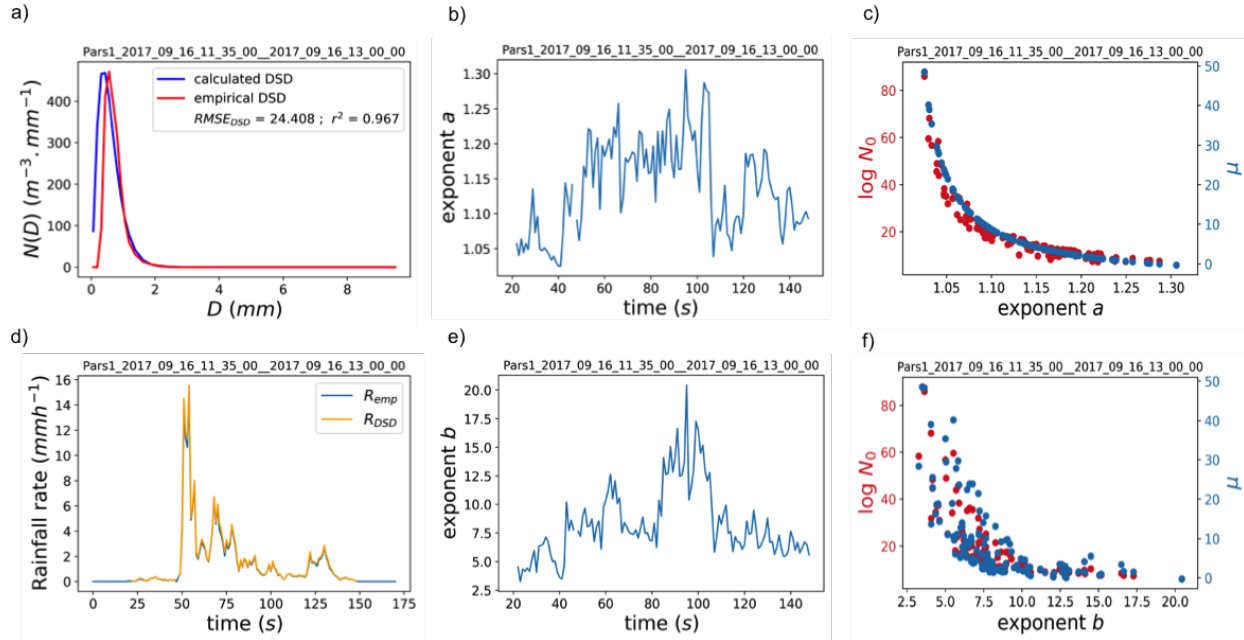 a)
Pars1_2017_09_16_11_35_00__2017_09_16_13_00_00
N(D) (m⁻³. mm⁻¹)
400
300
200
100
0
calculated DSD
empirical DSD
RMSE_DSD = 24.408 ; r² = 0.967
0 2 4 6 8
D (mm)
b)
Pars1_2017_09_16_11_35_00__2017_09_16_13_00_00
exponent a
1.30
1.25
1.20
1.15
1.10
1.05
20 40 60 80 100 120 140
time (s)
c)
Pars1_2017_09_16_11_35_00__2017_09_16_13_00_00
log N₀
80
60
40
20
50
40
30
20
10
0
μ
1.05 1.10 1.15 1.20 1.25 1.30
exponent a
d)
Pars1_2017_09_16_11_35_00__2017_09_16_13_00_00
Rainfall rate (mmh⁻¹)
16
14
12
10
8
6
4
2
0
R_emp
R_DSD
0 25 50 75 100 125 150 175
time (s)
e)
Pars1_2017_09_16_11_35_00__2017_09_16_13_00_00
exponent b
20.0
17.5
15.0
12.5
10.0
7.5
5.0
2.5
20 40 60 80 100 120 140
time (s)
f)
Pars1_2017_09_16_11_35_00__2017_09_16_13_00_00
log N₀
80
60
40
20
50
40
30
20
10
0
μ
2.5 5.0 7.5 10.0 12.5 15.0 17.5 20.0
exponent b